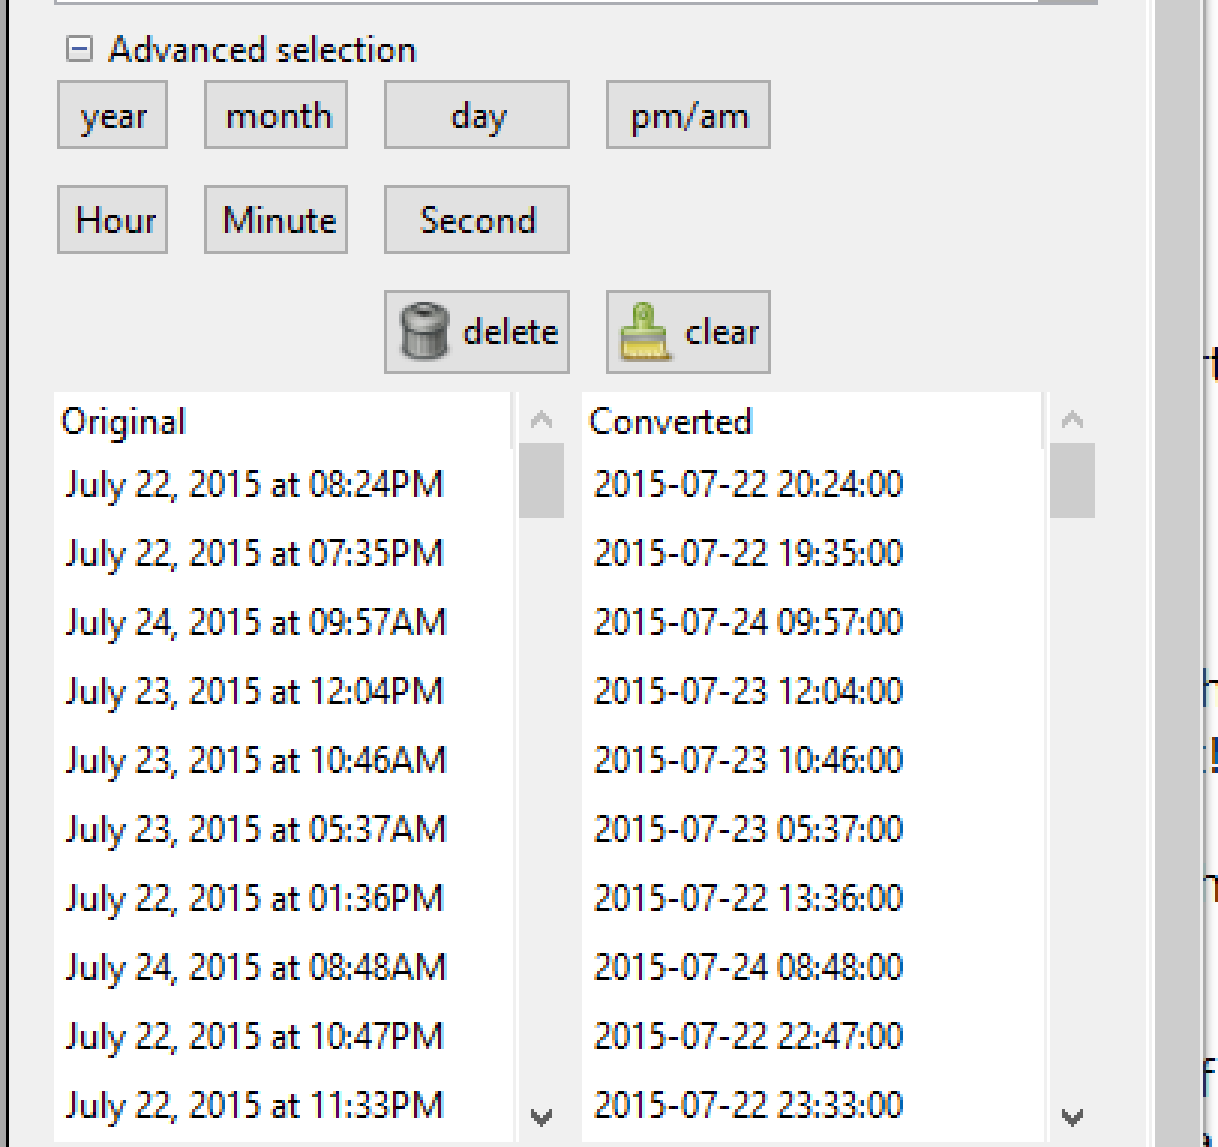 Advanced selection
year month day pm/am
Hour Minute Second
delete clear
Original Converted
July 22, 2015 at 08:24PM 2015-07-22 20:24:00
July 22, 2015 at 07:35PM 2015-07-22 19:35:00
July 24, 2015 at 09:57AM 2015-07-24 09:57:00
July 23, 2015 at 12:04PM 2015-07-23 12:04:00
July 23, 2015 at 10:46AM 2015-07-23 10:46:00
July 23, 2015 at 05:37AM 2015-07-23 05:37:00
July 22, 2015 at 01:36PM 2015-07-22 13:36:00
July 24, 2015 at 08:48AM 2015-07-24 08:48:00
July 22, 2015 at 10:47PM 2015-07-22 22:47:00
July 22, 2015 at 11:33PM 2015-07-22 23:33:00